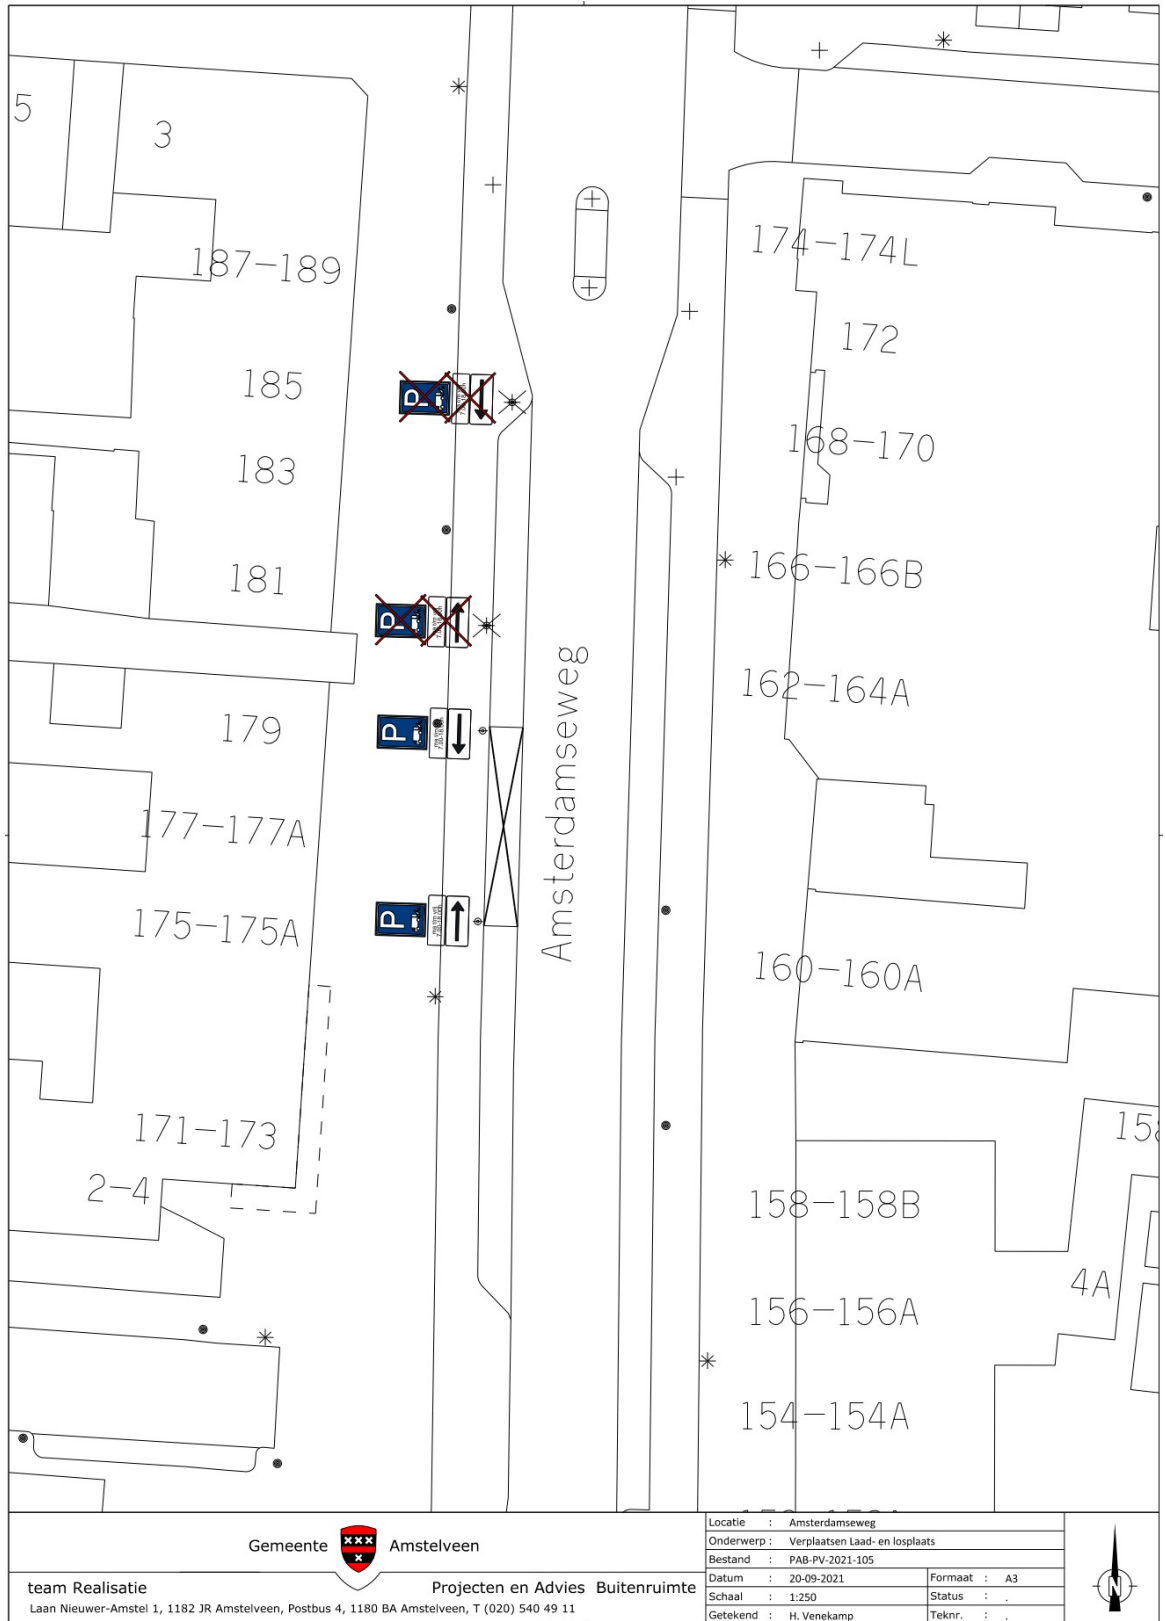 5
3
187-189
174-174L
172
185
P
168-170
183
166-166B
181
P
162-164A
179
P
Amsterdamseweg
177-177A
175-175A
P
160-160A
171-173
2-4
158-158B
4A
156-156A
154-154A
Gemeente Amstelveen
team Realisatie
Projecten en Advies Buitenruimte
Laan Nieuwer-Amstel 1, 1182 JR Amstelveen, Postbus 4, 1180 BA Amstelveen, T (020) 540 49 11
Locatie : Amsterdamseweg
Onderwerp : Verplaatsen Laad- en losplaats
Bestand : PAB-PV-2021-105
Datum : 20-09-2021 Formaat : A3
Schaal : 1:250 Status : .
Getekend : H. Venekamp Teknr. : .
N